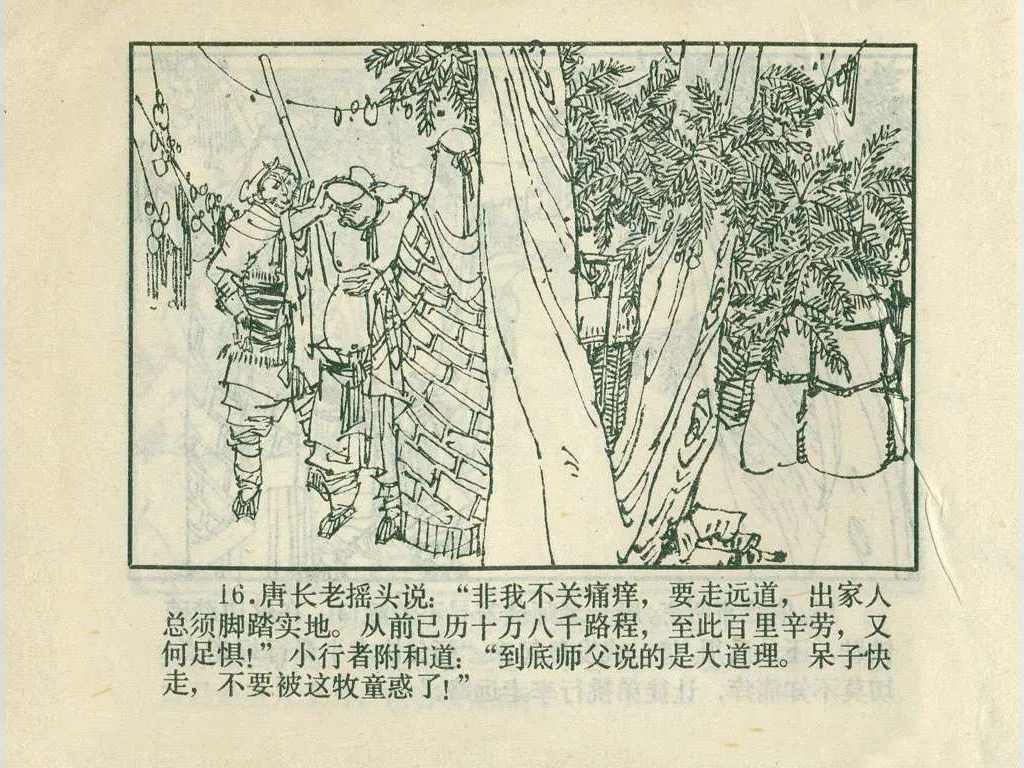 16.唐长老摇头说：“非我不关痛痒，要走远道，出家人
总须脚踏实地。从前已历十万八千路程，至此百里辛劳，又
何足惧！”小行者附和道：“到底师父说的是大道理。呆子快
走，不要被这牧童惑了！”